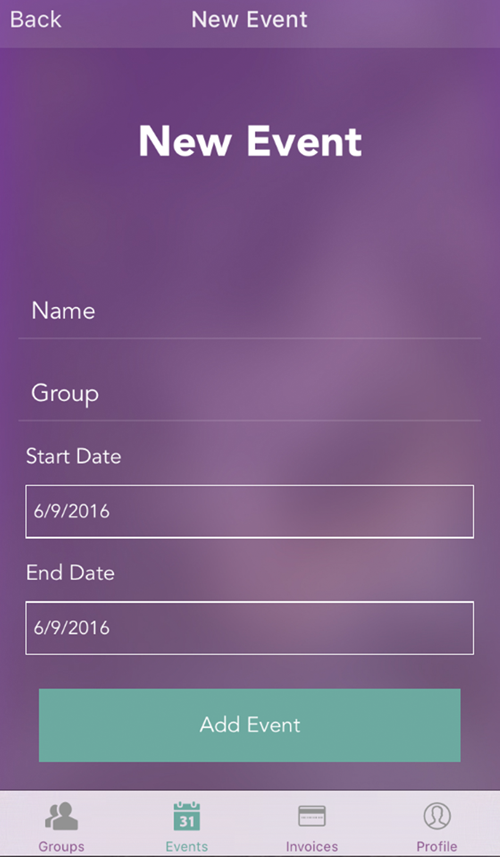 Back
New Event
New Event
Name
Group
Start Date
6/9/2016
End Date
6/9/2016
Add Event
31
Groups
Events
Invoices
Profile